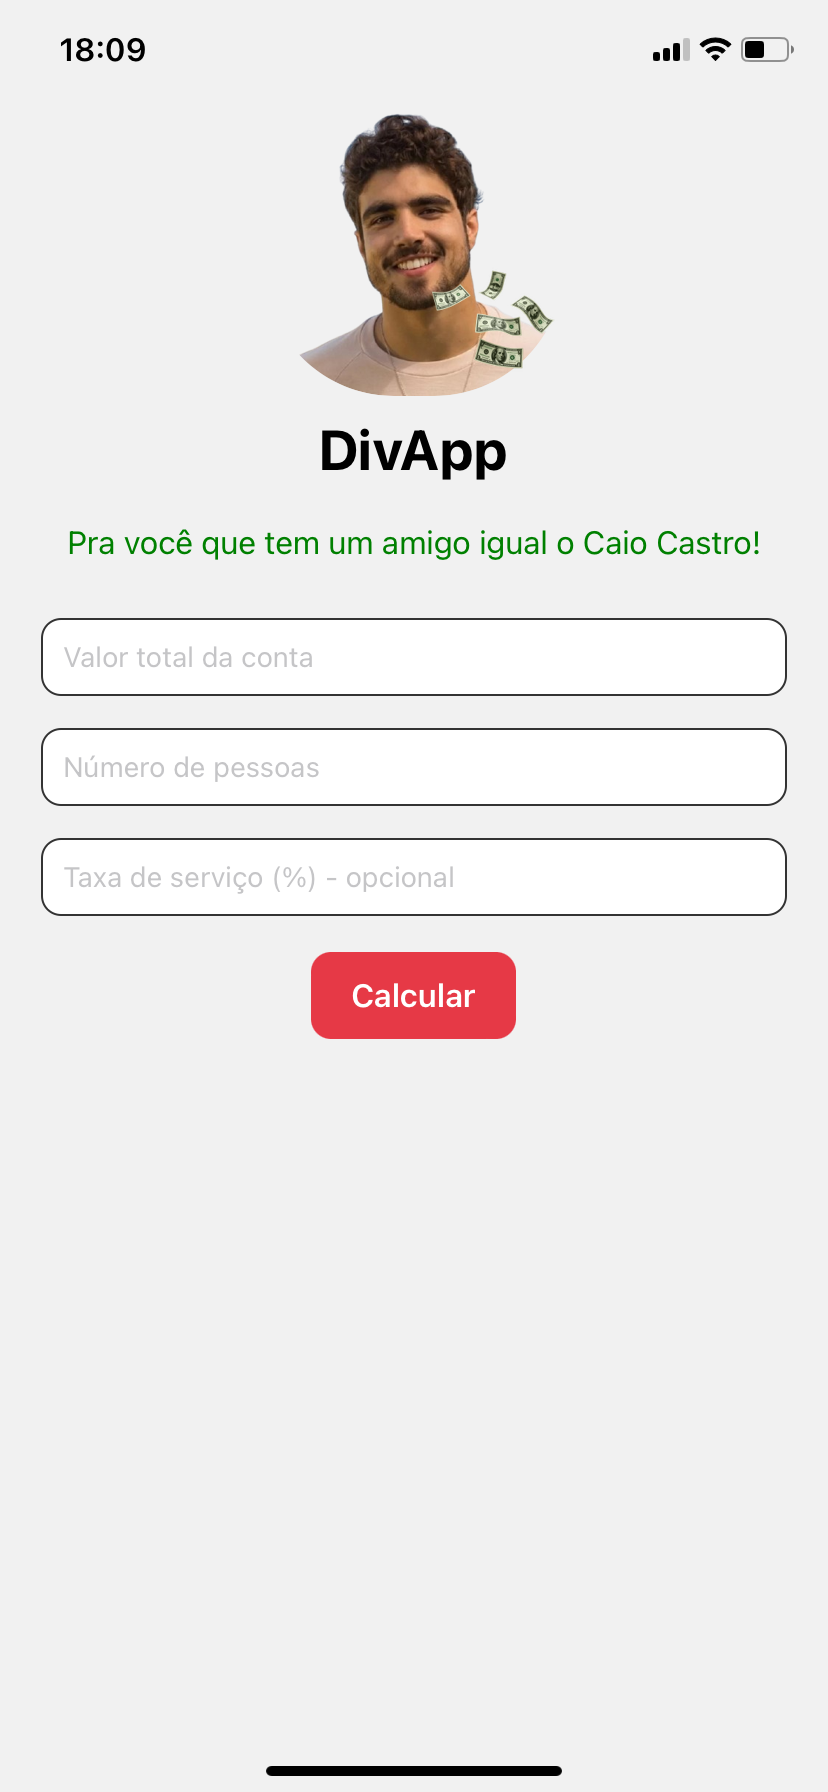 18:09
DivApp
Pra você que tem um amigo igual o Caio Castro!
Valor total da conta
Número de pessoas
Taxa de serviço (%) - opcional
Calcular